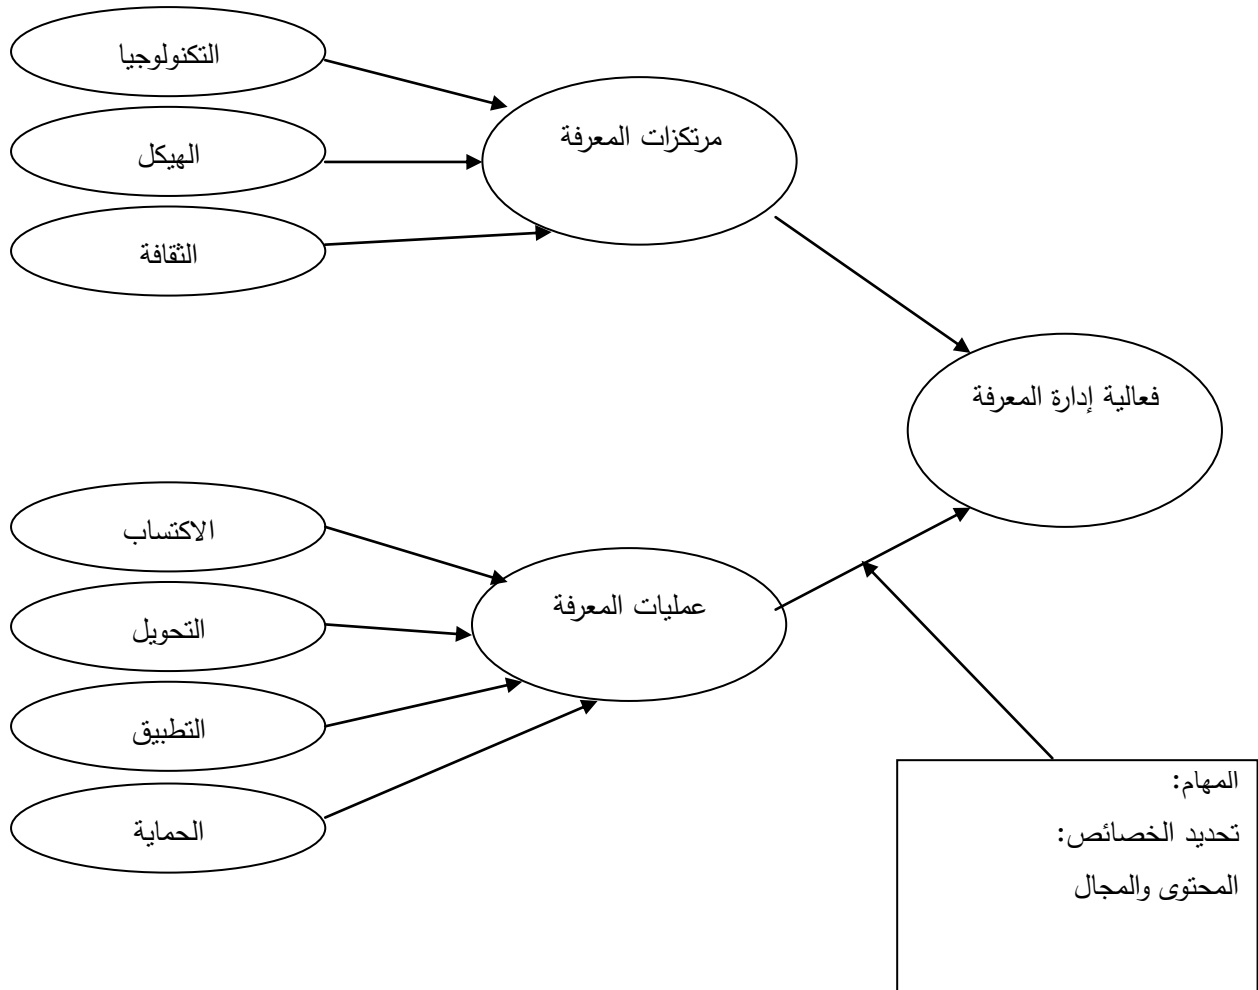 التكنولوجيا
الهيكل
الثقافة
مرتكزات المعرفة
فعالية إدارة المعرفة
الاكتساب
التحويل
التطبيق
الحماية
عمليات المعرفة
المهام:
تحديد الخصائص:
المحتوى والمجال